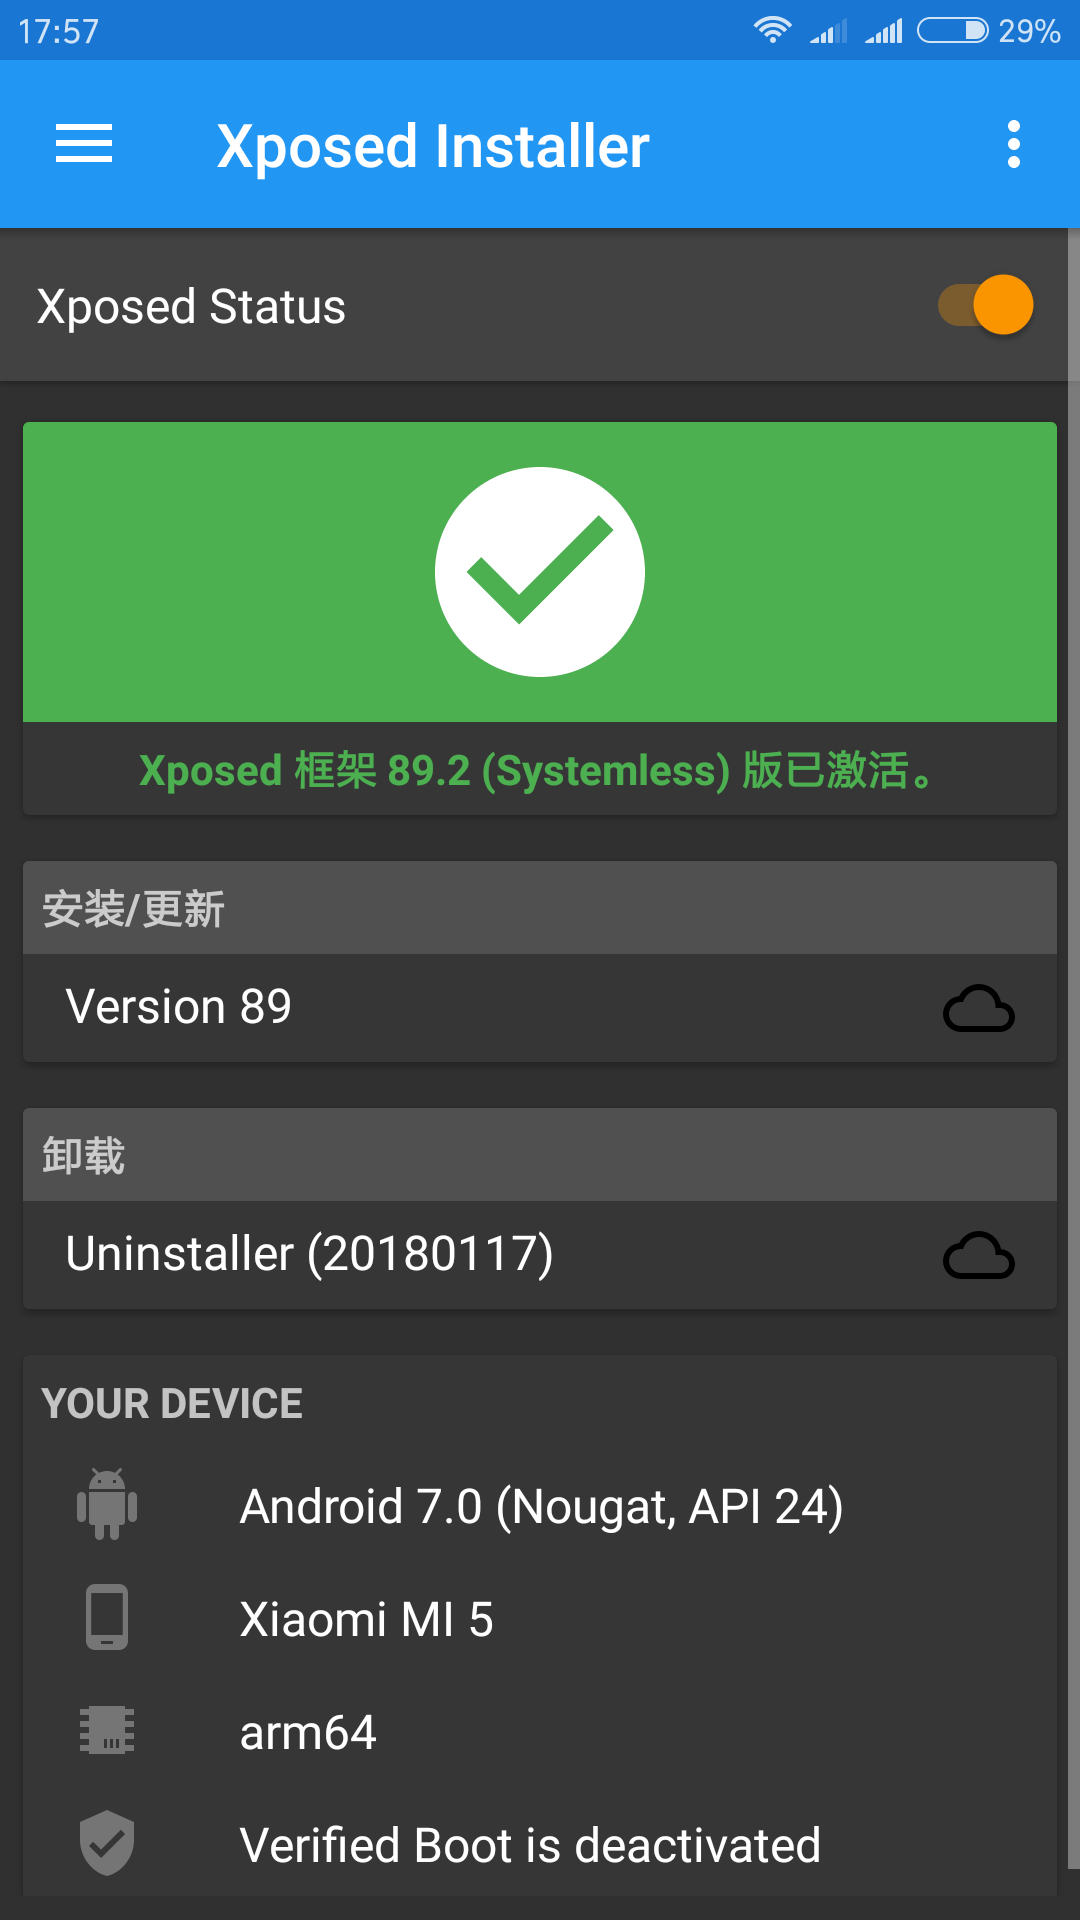 17:57
29%
Xposed Installer
Xposed Status
Xposed 框架 89.2 (Systemless) 版已激活。
安装/更新
Version 89
卸载
Uninstaller (20180117)
YOUR DEVICE
Android 7.0 (Nougat, API 24)
Xiaomi MI 5
arm64
Verified Boot is deactivated